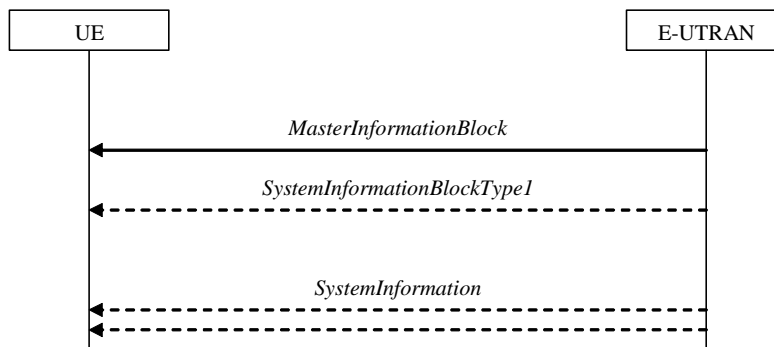 UE
E-UTRAN
MasterInformationBlock
SystemInformationBlockType1
SystemInformation